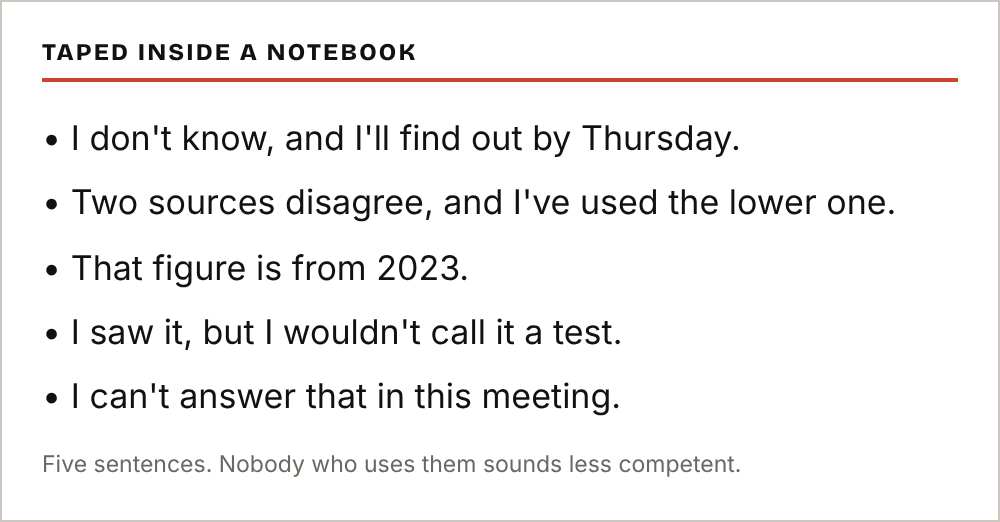 TAPED INSIDE A NOTEBOOK
• I don't know, and I'll find out by Thursday.
• Two sources disagree, and I've used the lower one.
• That figure is from 2023.
• I saw it, but I wouldn't call it a test.
• I can't answer that in this meeting.
Five sentences. Nobody who uses them sounds less competent.